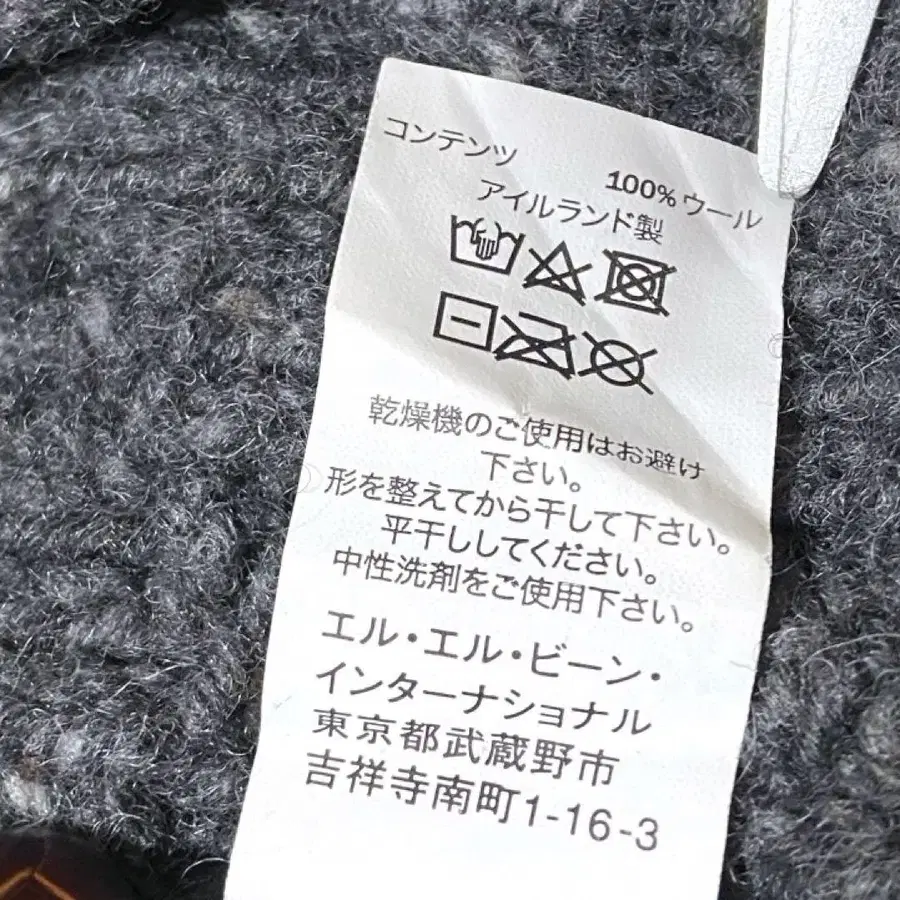 コンテンツ
100% ウール
アイルランド製
乾燥機のご使用はお避け
下さい。
形を整えてから干して下さい。
平干ししてください。
中性洗剤をご使用下さい。
エル・エル・ビーン・
インターナショナル
東京都武蔵野市
吉祥寺南町1-16-3